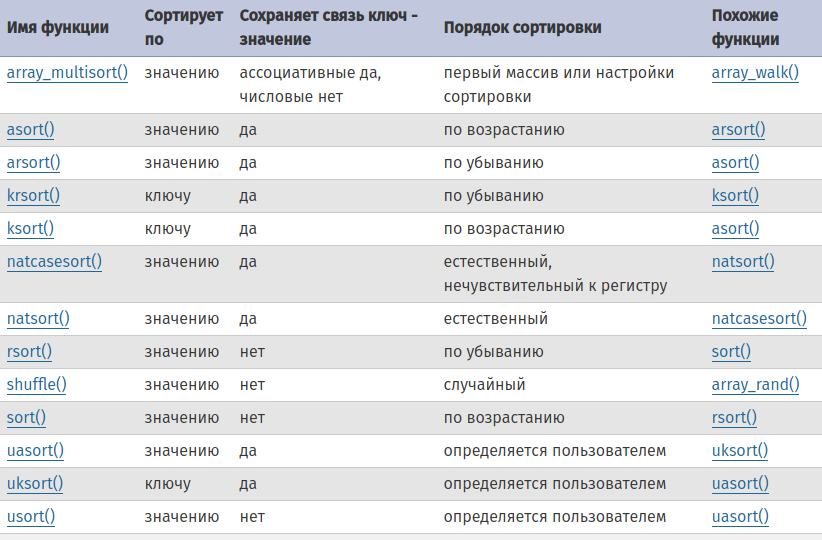 Имя функции Сортирует по Сохраняет связь ключ - значение Порядок сортировки Похожие функции
array_multisort() значению ассоциативные да, числовые нет первый массив или настройки сортировки array_walk()
asort() значению да по возрастанию arsort()
arsort() значению да по убыванию asort()
krsort() ключу да по убыванию ksort()
ksort() ключу да по возрастанию asort()
natcasesort() значению да естественный, нечувствительный к регистру natsort()
natsort() значению да естественный natcasesort()
rsort() значению нет по убыванию sort()
shuffle() значению нет случайный array_rand()
sort() значению нет по возрастанию rsort()
uasort() значению да определяется пользователем uksort()
uksort() ключу да определяется пользователем uasort()
usort() значению нет определяется пользователем uasort()